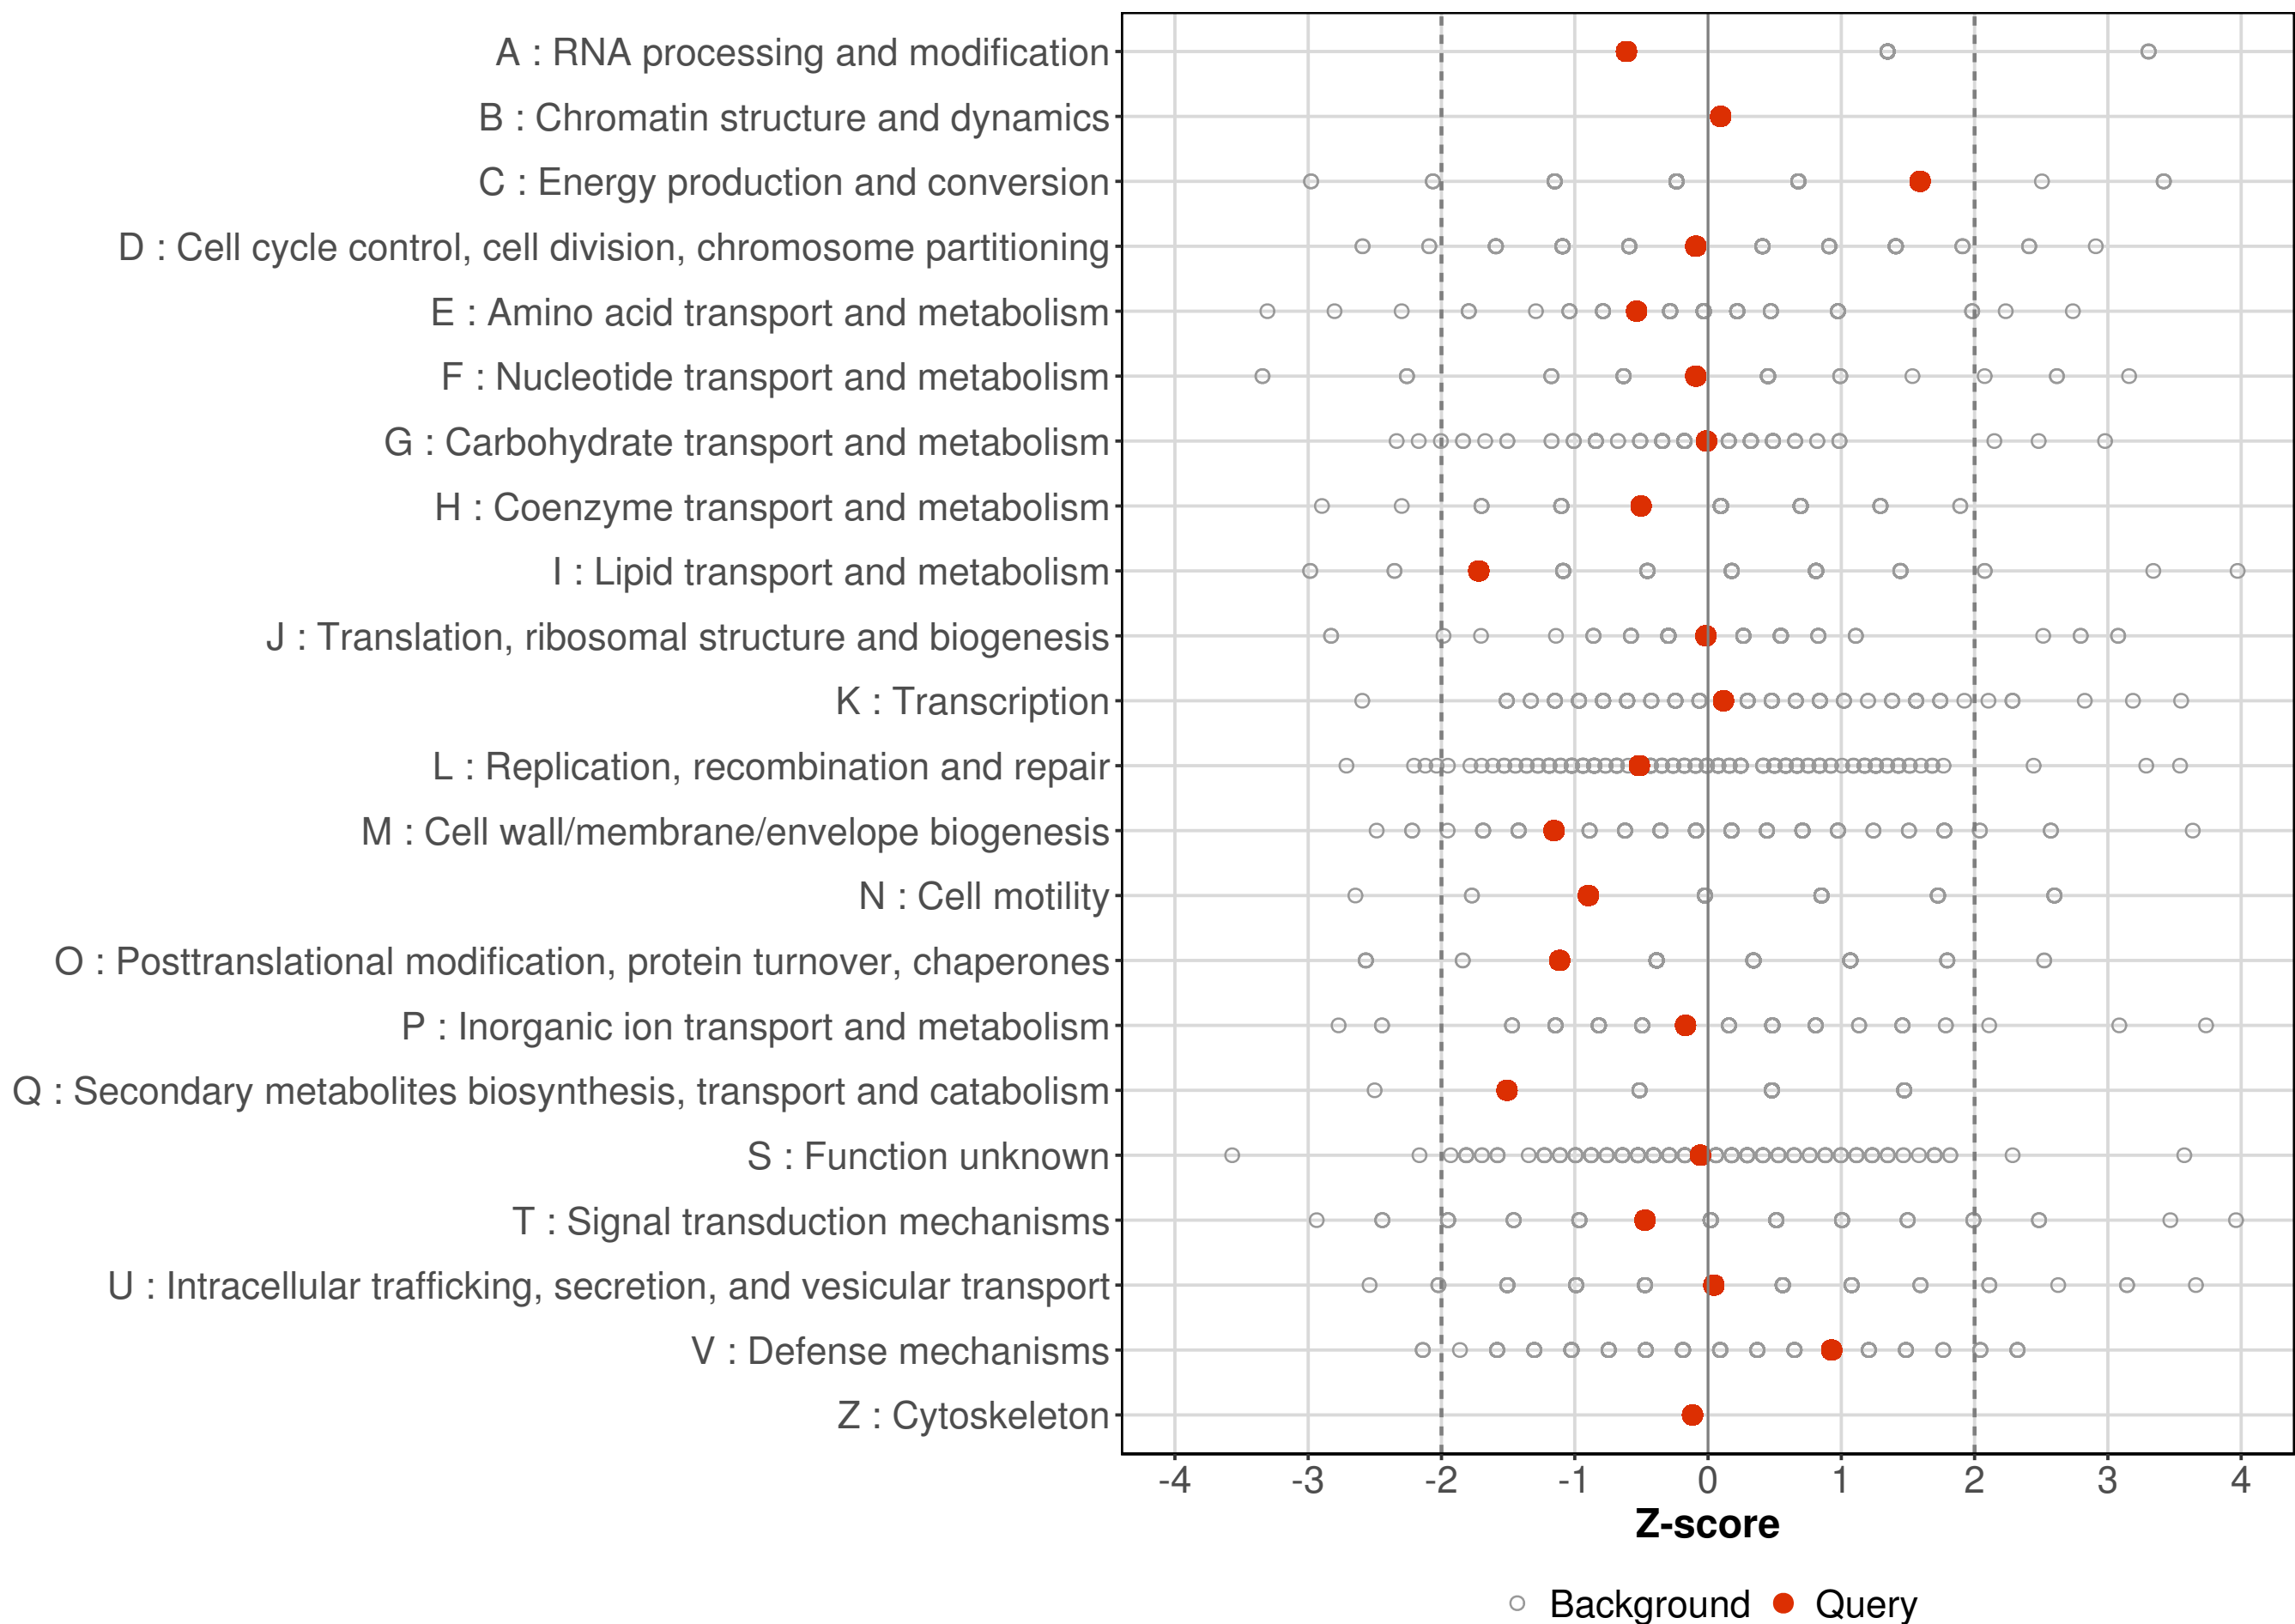 A : RNA processing and modification
B : Chromatin structure and dynamics
C : Energy production and conversion
D : Cell cycle control, cell division, chromosome partitioning
E : Amino acid transport and metabolism
F : Nucleotide transport and metabolism
G : Carbohydrate transport and metabolism
H : Coenzyme transport and metabolism
I : Lipid transport and metabolism
J : Translation, ribosomal structure and biogenesis
K : Transcription
L : Replication, recombination and repair
M : Cell wall/membrane/envelope biogenesis
N : Cell motility
O : Posttranslational modification, protein turnover, chaperones
P : Inorganic ion transport and metabolism
Q : Secondary metabolites biosynthesis, transport and catabolism
S : Function unknown
T : Signal transduction mechanisms
U : Intracellular trafficking, secretion, and vesicular transport
V : Defense mechanisms
Z : Cytoskeleton
-4 -3 -2 -1 0 1 2 3 4
Z-score
Background Query